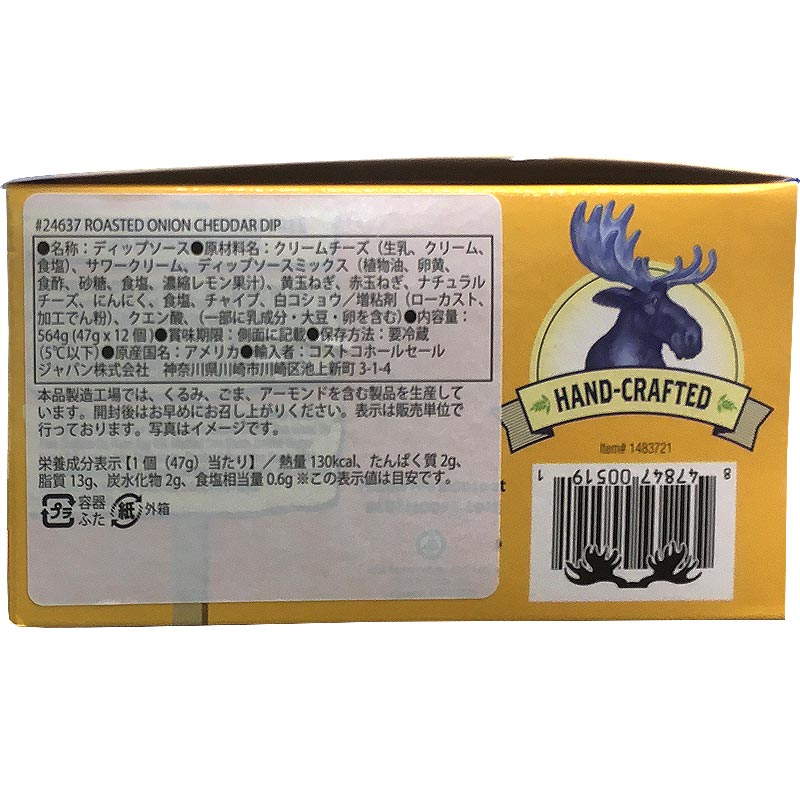 #24637 ROASTED ONION CHEDDAR DIP
●名称：ディップソース●原材料名：クリームチーズ（生乳、クリーム、
食塩）、サワークリーム、ディップソースミックス（植物油、卵黄、
食酢、砂糖、食塩、濃縮レモン果汁）、黄玉ねぎ、赤玉ねぎ、ナチュラル
チーズ、にんにく、食塩、チャイブ、白コショウ／増粘剤（ローカスト、
加工でん粉）、クエン酸、（一部に乳成分・大豆・卵を含む）●内容量：
564g（47g x 12個）●賞味期限：側面に記載●保存方法：要冷蔵
（5℃以下）●原産国名：アメリカ●輸入者：コストコホールセール
ジャパン株式会社　神奈川県川崎市川崎区池上新町 3-1-4
本品製造工場では、くるみ、ごま、アーモンドを含む製品を生産して
います。開封後はお早めにお召し上がりください。表示は販売単位で
行っております。写真はイメージです。
栄養成分表示【1個（47g）当たり】／熱量 130kcal、たんぱく質 2g、
脂質 13g、炭水化物 2g、食塩相当量 0.6g ※この表示値は目安です。
プラ 容器 ふた 紙 外箱
HAND-CRAFTED
Item# 1483721
8 47847 00519 1